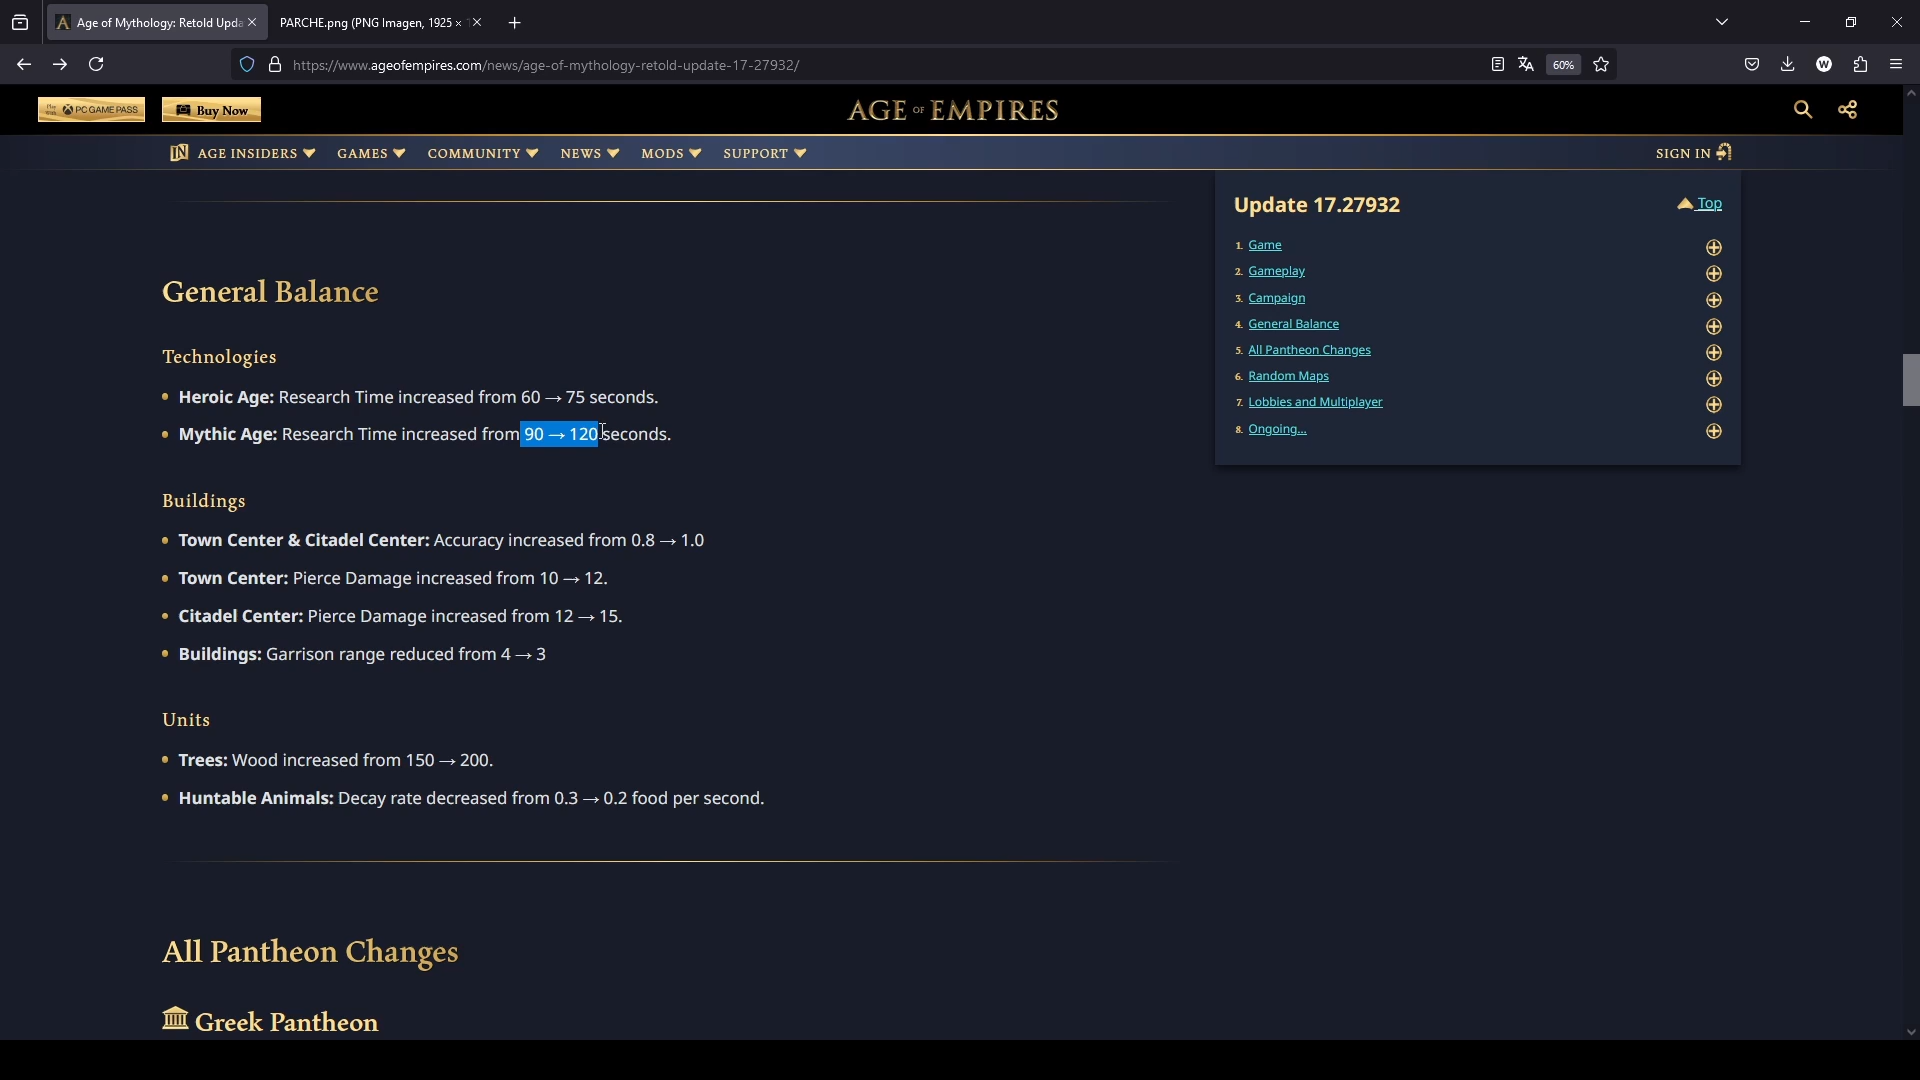 Age of Mythology: Retold Upda
PARCHE.png (PNG Imagen, 1925 ×
https://www.ageofempires.com/news/age-of-mythology-retold-update-17-27932/
60%
W
PC GAME PASS
Buy Now
AGE OF EMPIRES
AGE INSIDERS
GAMES
COMMUNITY
NEWS
MODS
SUPPORT
SIGN IN
General Balance
Technologies
Heroic Age: Research Time increased from 60 → 75 seconds.
Mythic Age: Research Time increased from 90 → 120 seconds.
Buildings
Town Center & Citadel Center: Accuracy increased from 0.8 → 1.0
Town Center: Pierce Damage increased from 10 → 12.
Citadel Center: Pierce Damage increased from 12 → 15.
Buildings: Garrison range reduced from 4 → 3
Units
Trees: Wood increased from 150 → 200.
Huntable Animals: Decay rate decreased from 0.3 → 0.2 food per second.
All Pantheon Changes
Greek Pantheon
Update 17.27932
Top
1. Game
2. Gameplay
3. Campaign
4. General Balance
5. All Pantheon Changes
6. Random Maps
7. Lobbies and Multiplayer
8. Ongoing...